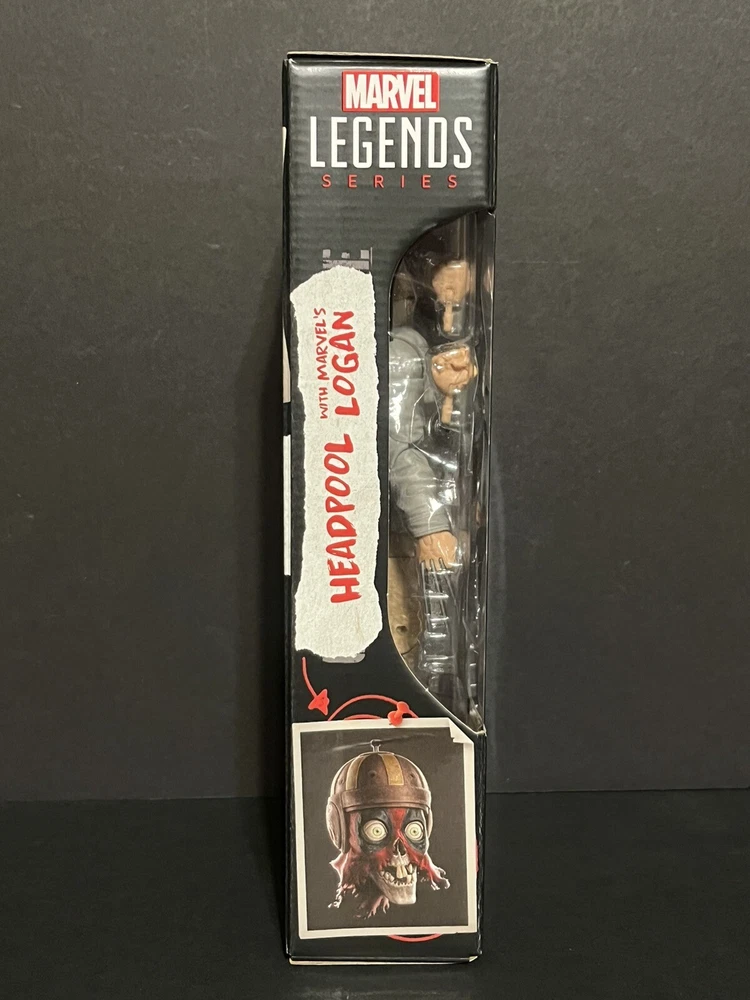 MARVEL
LEGENDS
SERIES
HEADPOOL WITH MARVEL'S
LOGAN